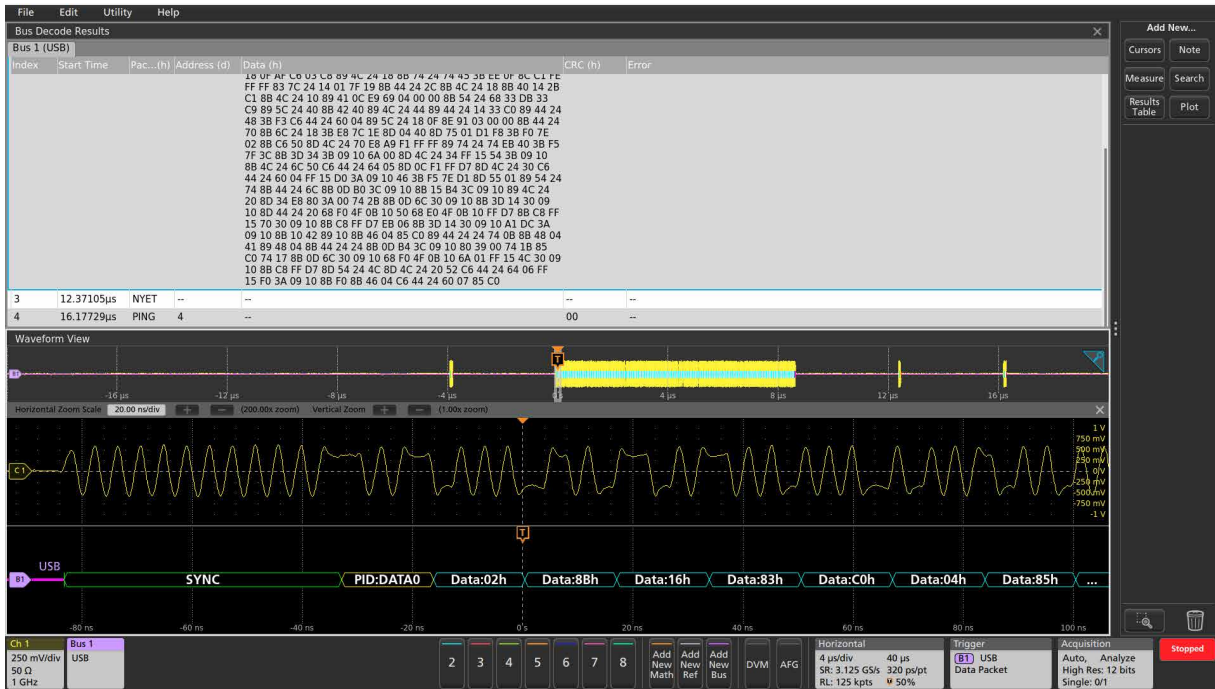 File Edit Utility Help
Bus Decode Results
Bus 1 (USB)
Index Start Time Pac...(h) Address (d) Data (h) CRC (h) Error
18 0F AF C6 03 C8 89 4C 24 18 8B 74 24 74 45 3B EE 0F 8C C1 FE
FF FF 83 7C 24 14 01 7F 19 8B 44 24 2C 8B 4C 24 18 8B 40 14 2B
C1 8B 4C 24 10 89 41 0C E9 69 04 00 00 8B 54 24 68 33 DB 33
C9 89 5C 24 40 8B 42 40 89 4C 24 44 89 44 24 14 33 C0 89 44 24
48 3B F3 C6 44 24 60 04 89 5C 24 18 0F 8E 91 03 00 00 8B 44 24
70 8B 6C 24 18 3B E8 7C 1E 8D 04 40 8D 75 01 D1 F8 3B F0 7E
02 8B C6 50 8D 4C 24 70 E8 A9 F1 FF FF 89 74 24 74 EB 40 3B F5
7F 3C 8B 3D 34 3B 09 10 6A 00 8D 4C 24 34 FF 15 54 3B 09 10
8B 4C 24 6C 50 C6 44 24 64 05 8D 0C F1 FF D7 8D 4C 24 30 C6
44 24 60 04 FF 15 D0 3A 09 10 46 3B F5 7E D1 8D 55 01 89 54 24
74 8B 44 24 6C 8B 0D B0 3C 09 10 8B 15 B4 3C 09 10 89 4C 24
20 8D 34 E8 80 3A 00 74 2B 8B 0D 6C 30 09 10 8B 3D 14 30 09
10 8D 44 24 20 68 F0 4F 0B 10 50 68 E0 4F 0B 10 FF D7 8B C8 FF
15 70 30 09 10 8B C8 FF D7 EB 06 8B 3D 14 30 09 10 A1 DC 3A
09 10 8B 10 42 89 10 8B 46 04 85 C0 89 44 24 24 74 0B 8B 48 04
41 89 48 04 8B 44 24 24 8B 0D B4 3C 09 10 80 39 00 74 1B 85
C0 74 17 8B 0D 6C 30 09 10 68 F0 4F 0B 10 6A 01 FF 15 4C 30 09
10 8B C8 FF D7 8D 54 24 4C 8D 4C 24 20 52 C6 44 24 64 06 FF
15 F0 3A 09 10 8B F0 8B 46 04 C6 44 24 60 07 85 C0
3 12.37105µs NYET -- -- -- --
4 16.17729µs PING 4 -- 00 --
Waveform View
T
B1
-16 µs -12 µs -8 µs -4 µs 0 s 4 µs 8 µs 12 µs 16 µs
Horizontal Zoom Scale 20.00 ns/div + - (200.00x zoom) Vertical Zoom + - (1.00x zoom)
1 V
750 mV
500 mV
250 mV
C1 0 V
-250 mV
-500 mV
-750 mV
-1 V
T
USB
B1 SYNC PID:DATA0 Data:02h Data:8Bh Data:16h Data:83h Data:C0h Data:04h Data:85h ...
-80 ns -60 ns -40 ns -20 ns 0 s 20 ns 40 ns 60 ns 80 ns 100 ns
Add New...
Cursors Note
Measure Search
Results Table Plot
Ch 1
250 mV/div
50 Ω
1 GHz
Bus 1
USB
2 3 4 5 6 7 8
Add New Math
Add New Ref
Add New Bus
DVM AFG
Horizontal
4 µs/div 40 µs
SR: 3.125 GS/s 320 ps/pt
RL: 125 kpts 50%
Trigger
B1 USB
Data Packet
Acquisition
Auto, Analyze
High Res: 12 bits
Single: 0/1
Stopped